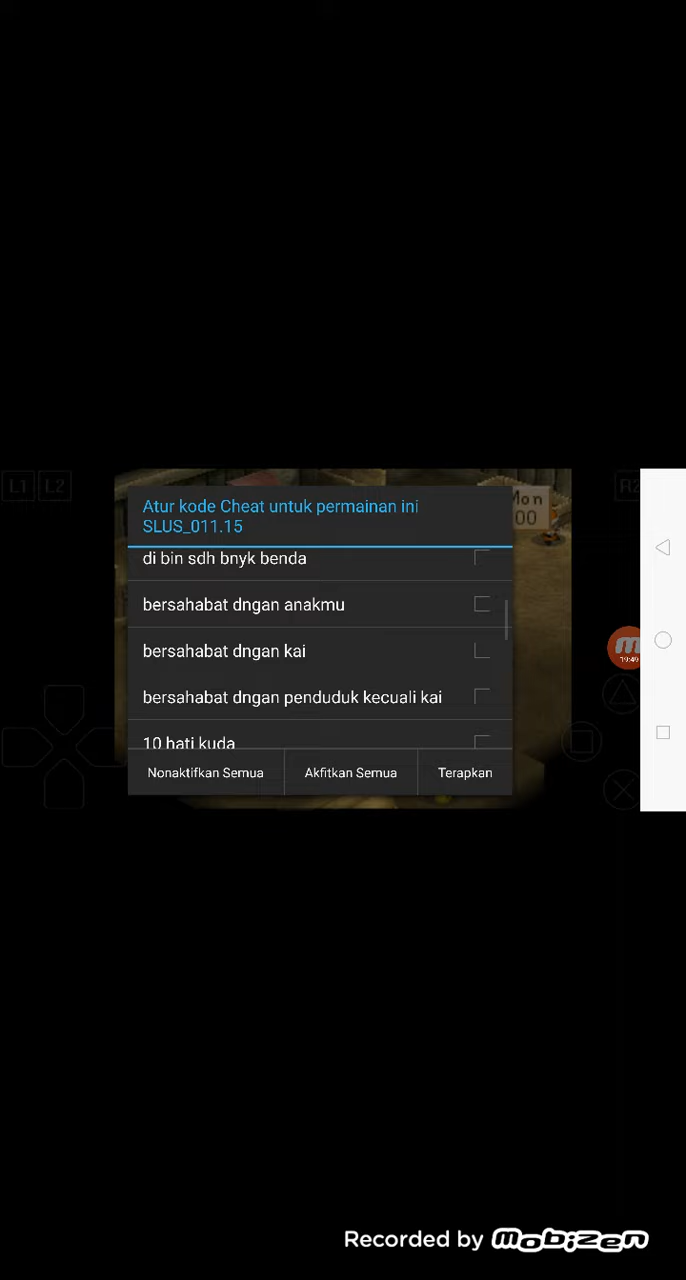 L1 L2
R2
Mon
00
Atur kode Cheat untuk permainan ini
SLUS_011.15
di bin sdh bnyk benda
bersahabat dngan anakmu
bersahabat dngan kai
bersahabat dngan penduduk kecuali kai
10 hati kuda
Nonaktifkan Semua
Akfitkan Semua
Terapkan
19:49
Recorded by mobizen